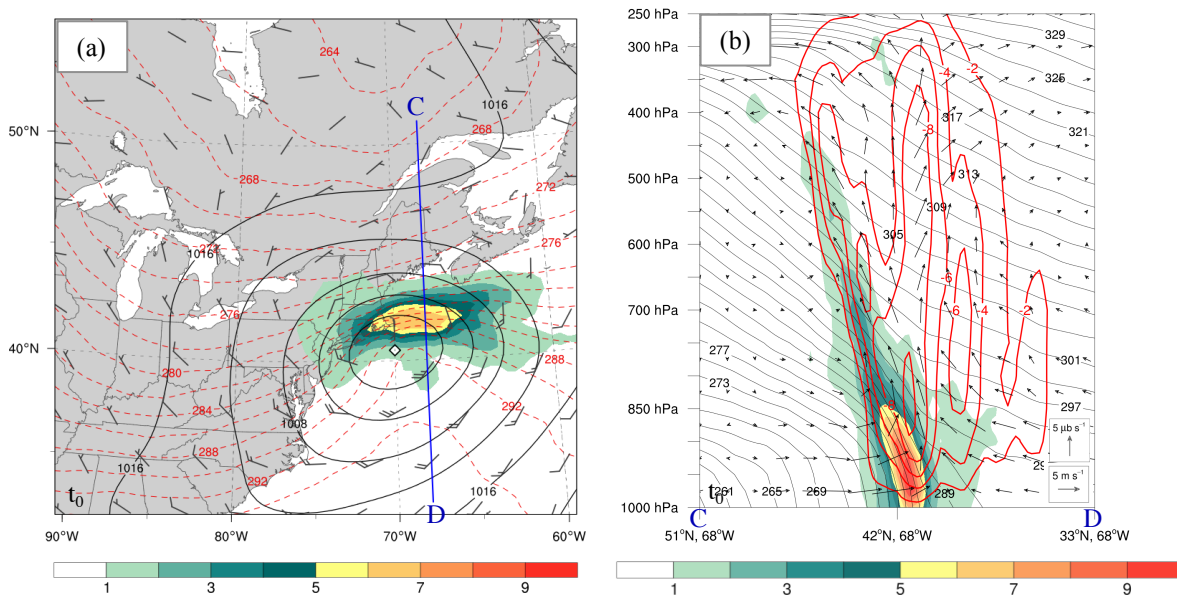 (a)
264
C
1016
50°N
268
268
272
272
1016
276
276
40°N
288
280
292
284
1008
288
1016
292
1016
t0
D
90°W
80°W
70°W
60°W
1
3
5
7
9
(b)
250 hPa
300 hPa
400 hPa
500 hPa
600 hPa
700 hPa
850 hPa
1000 hPa
329
-2
-4
325
317
-8
321
313
309
305
-6
-6
-4
-2
277
301
273
297
5 μb s-1
5 m s-1
289
t0
261
265
269
C
D
51°N, 68°W
42°N, 68°W
33°N, 68°W
1
3
5
7
9